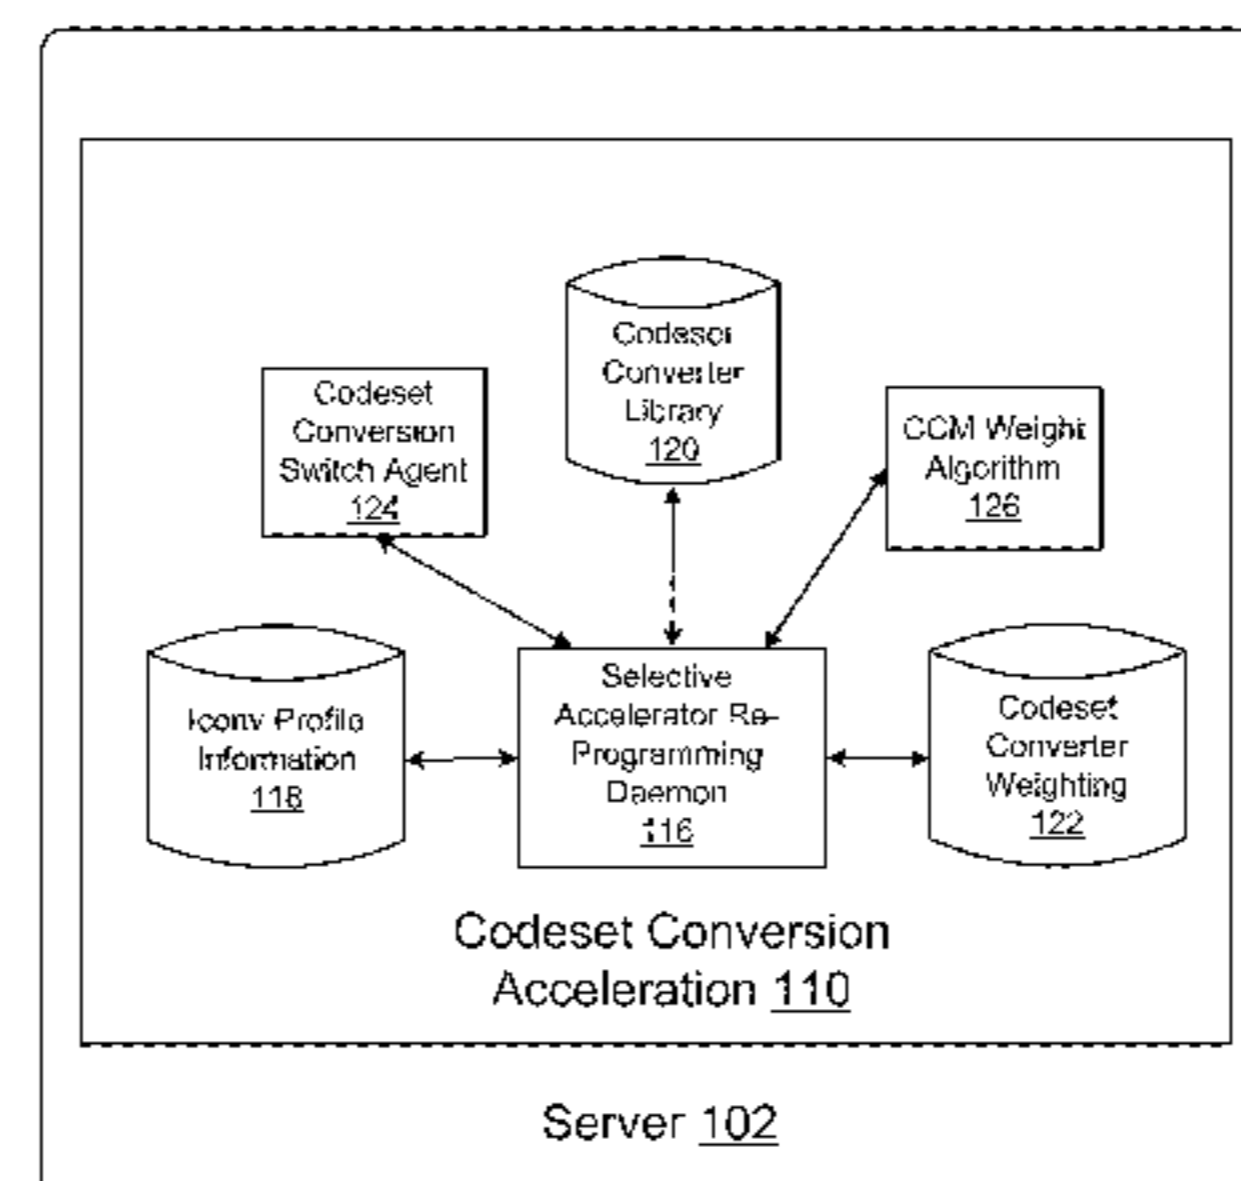 Codeset
Converter
Library
120
Codeset
Conversion
Switch Agent
124
CCM Weight
Algorithm
126
Iconv Profile
Information
118
Selective
Accelerator Re-
Programming
Daemon
116
Codeset
Converter
Weighting
122
Codeset Conversion
Acceleration 110
Server 102